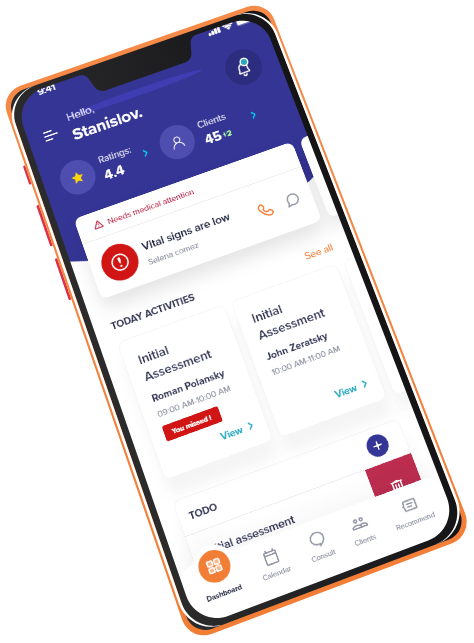 9:41
Hello,
Stanislov.
Ratings:
4.4
Clients
45 +2
Needs medical attention
Vital signs are low
Selena comez
See all
TODAY ACTIVITIES
Initial
Assessment
Roman Polansky
09:00 AM-10:00 AM
You missed !
View
Initial
Assessment
John Zeratsky
10:00 AM-11:00 AM
View
TODO
ial assessment
Dashboard
Calendar
Consult
Clients
Recommend